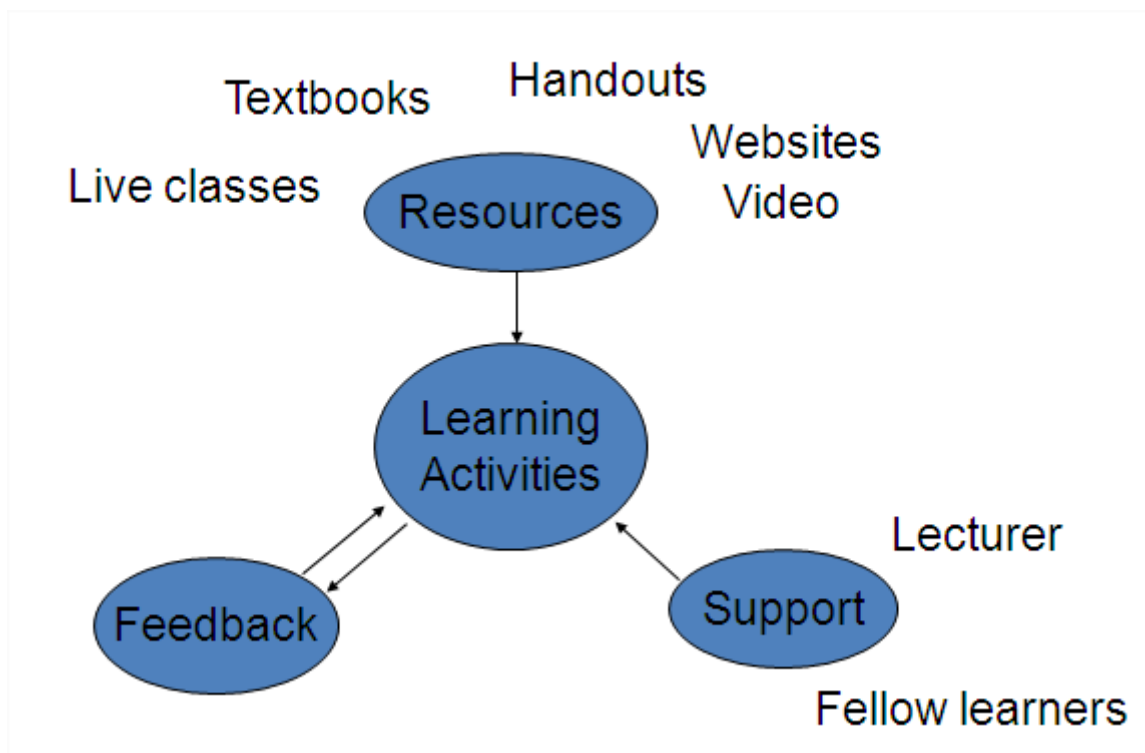 Handouts
Textbooks
Websites
Video
Live classes
Resources
Learning
Activities
Lecturer
Feedback
Support
Fellow learners